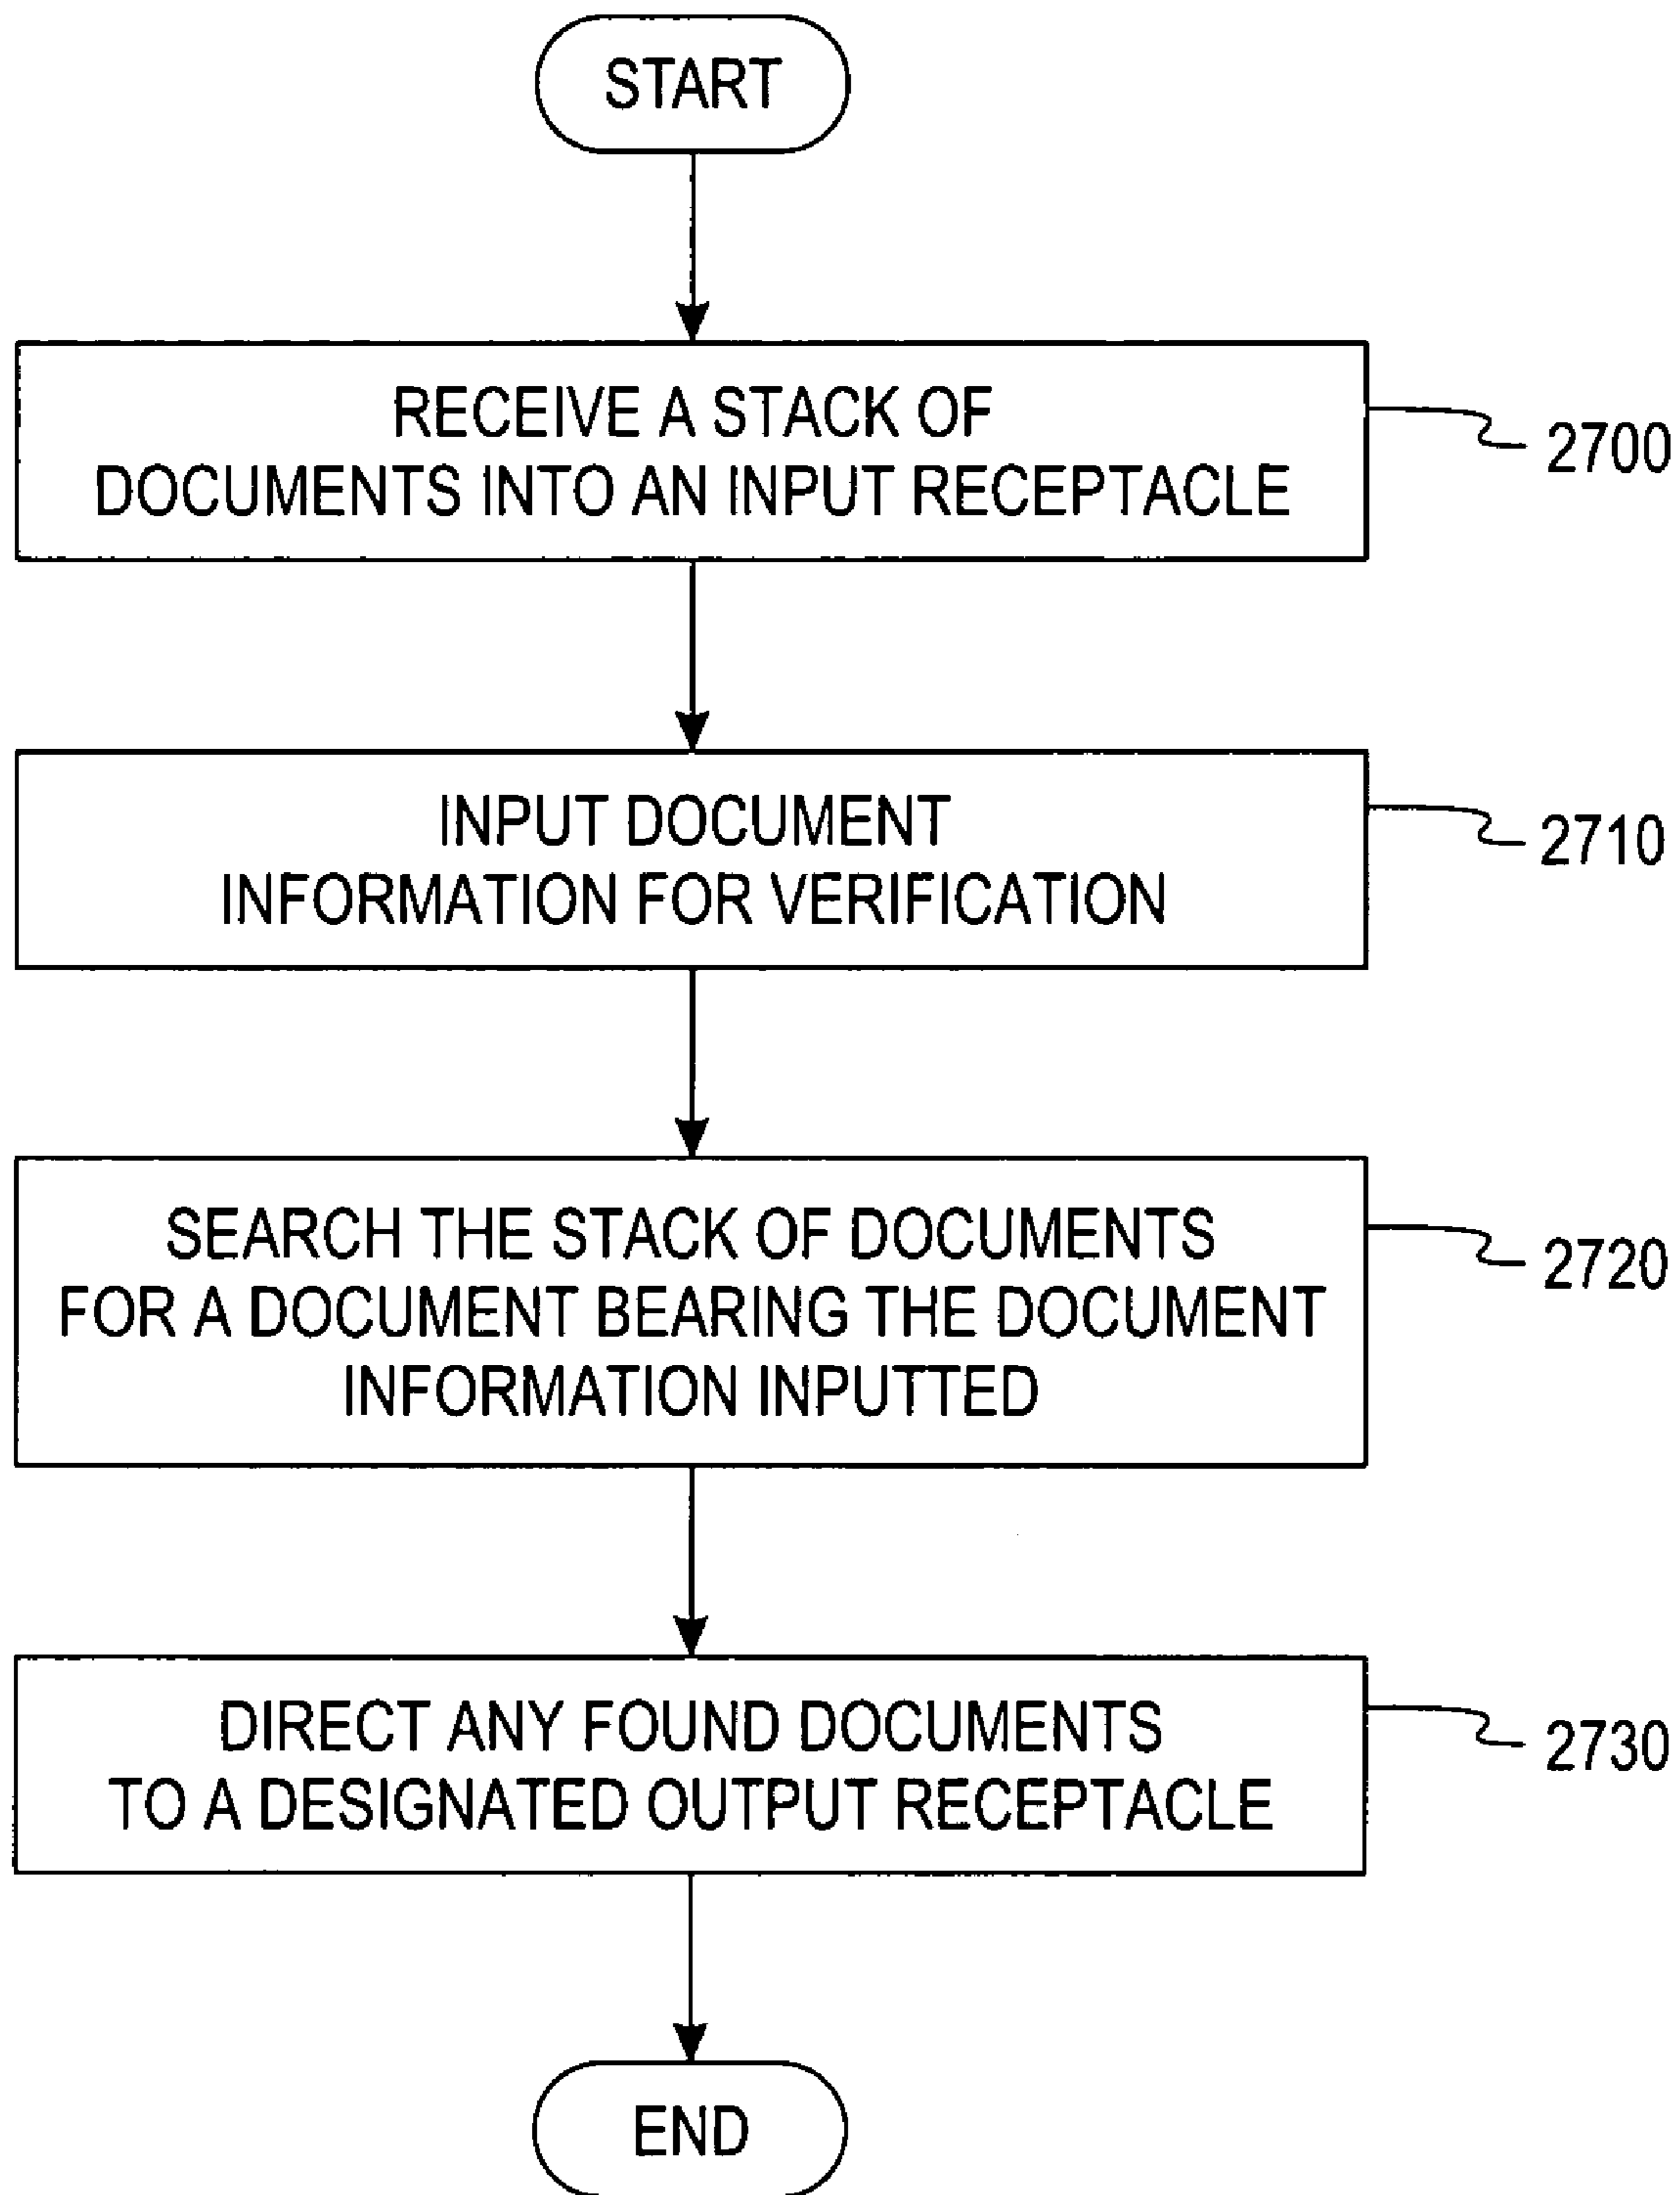 START
RECEIVE A STACK OF
DOCUMENTS INTO AN INPUT RECEPTACLE
2700
INPUT DOCUMENT
INFORMATION FOR VERIFICATION
2710
SEARCH THE STACK OF DOCUMENTS
FOR A DOCUMENT BEARING THE DOCUMENT
INFORMATION INPUTTED
2720
DIRECT ANY FOUND DOCUMENTS
TO A DESIGNATED OUTPUT RECEPTACLE
2730
END